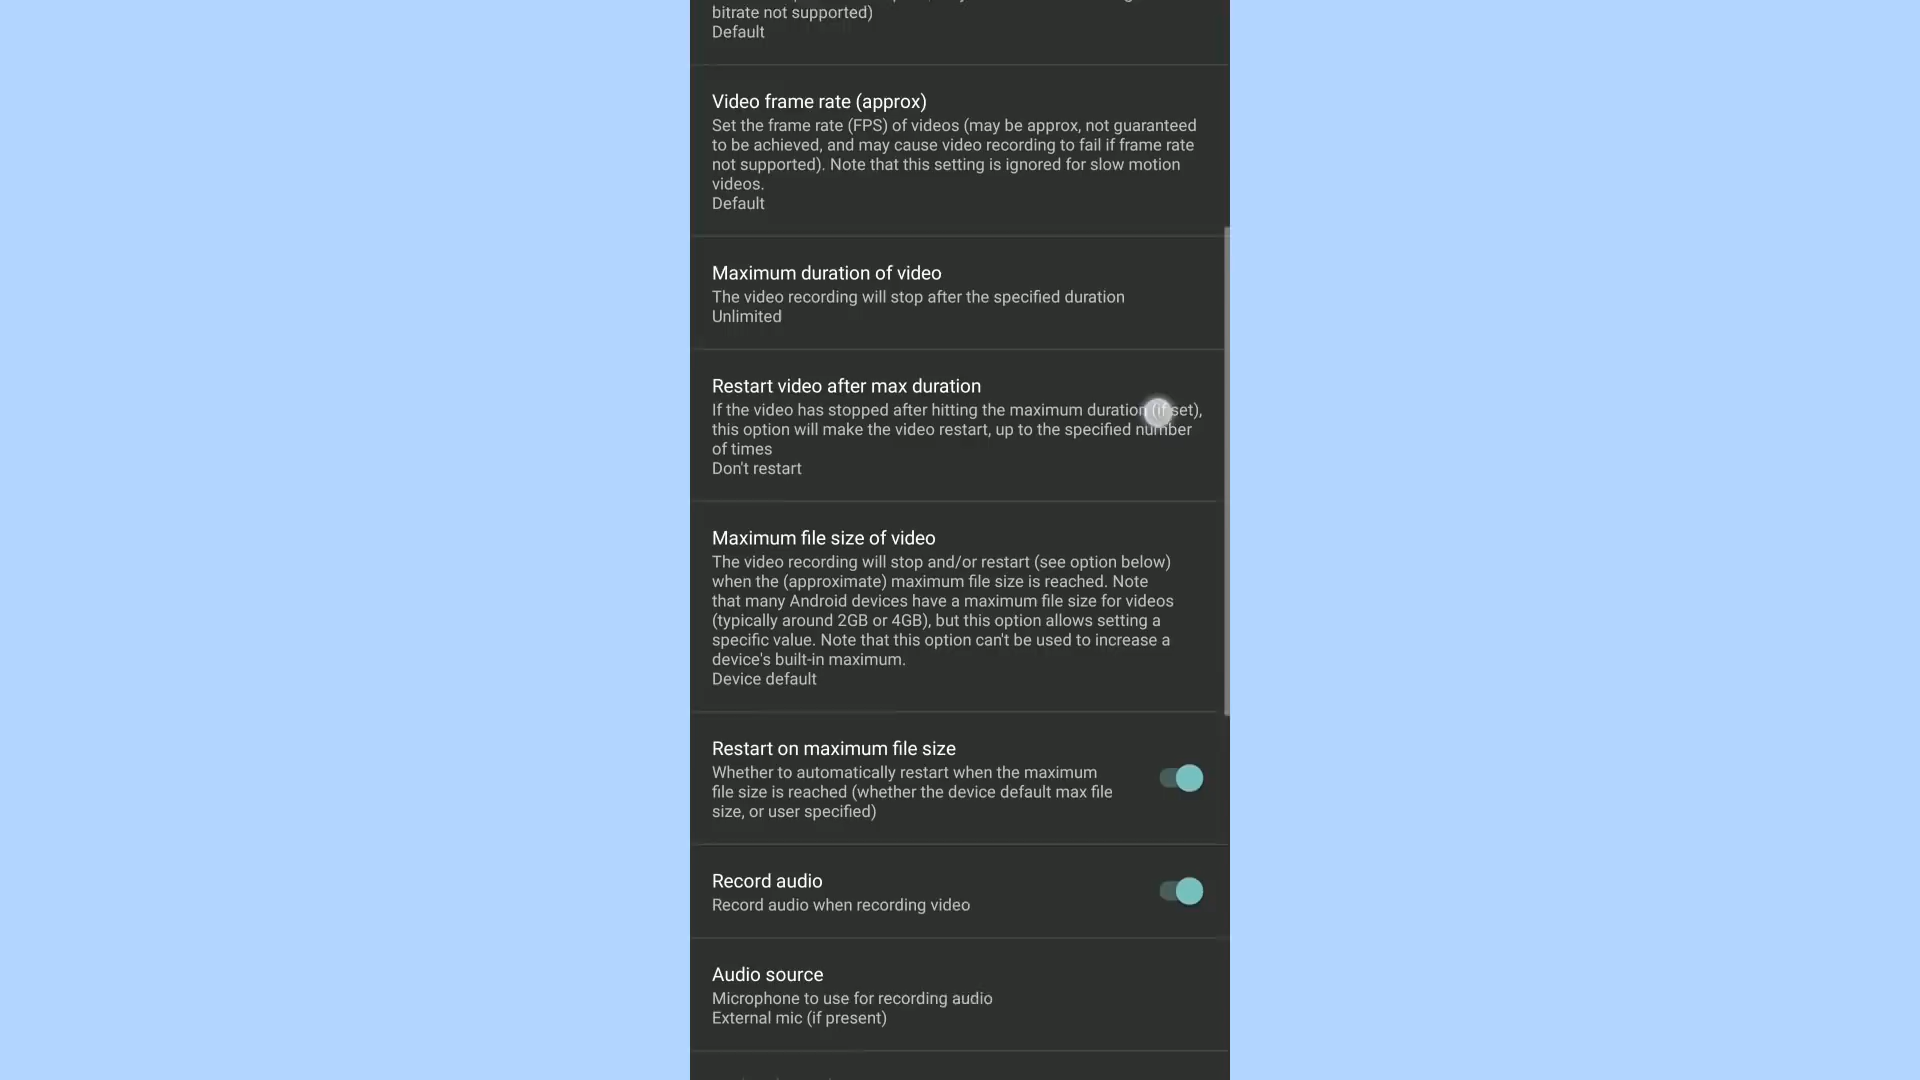 bitrate not supported)
Default
Video frame rate (approx)
Set the frame rate (FPS) of videos (may be approx, not guaranteed
to be achieved, and may cause video recording to fail if frame rate
not supported). Note that this setting is ignored for slow motion
videos.
Default
Maximum duration of video
The video recording will stop after the specified duration
Unlimited
Restart video after max duration
If the video has stopped after hitting the maximum duration (if set),
this option will make the video restart, up to the specified number
of times
Don't restart
Maximum file size of video
The video recording will stop and/or restart (see option below)
when the (approximate) maximum file size is reached. Note
that many Android devices have a maximum file size for videos
(typically around 2GB or 4GB), but this option allows setting a
specific value. Note that this option can't be used to increase a
device's built-in maximum.
Device default
Restart on maximum file size
Whether to automatically restart when the maximum
file size is reached (whether the device default max file
size, or user specified)
Record audio
Record audio when recording video
Audio source
Microphone to use for recording audio
External mic (if present)